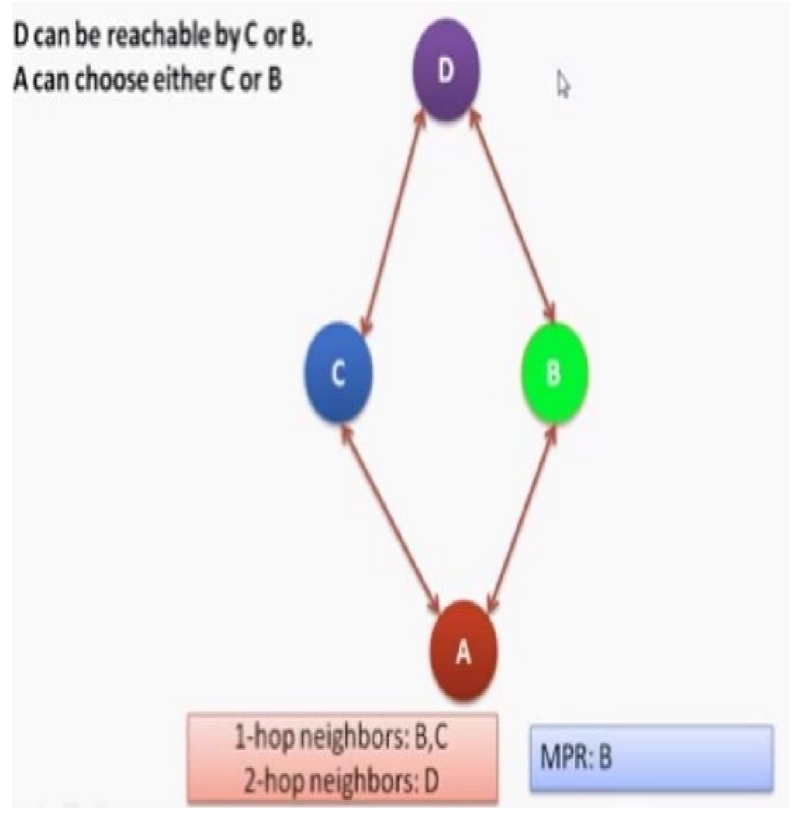 D can be reachable by C or B.
A can choose either C or B
D
C
B
A
1-hop neighbors: B,C
2-hop neighbors: D
MPR: B